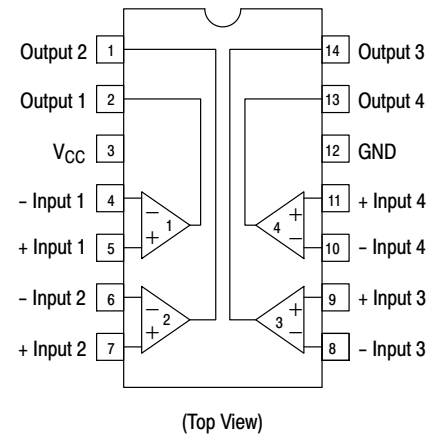 Output 2 1 14 Output 3
Output 1 2 13 Output 4
VCC 3 12 GND
– Input 1 4 – 1 + 4 11 + Input 4
+ Input 1 5 + – 10 – Input 4
– Input 2 6 – 2 + 3 9 + Input 3
+ Input 2 7 + – 8 – Input 3
(Top View)